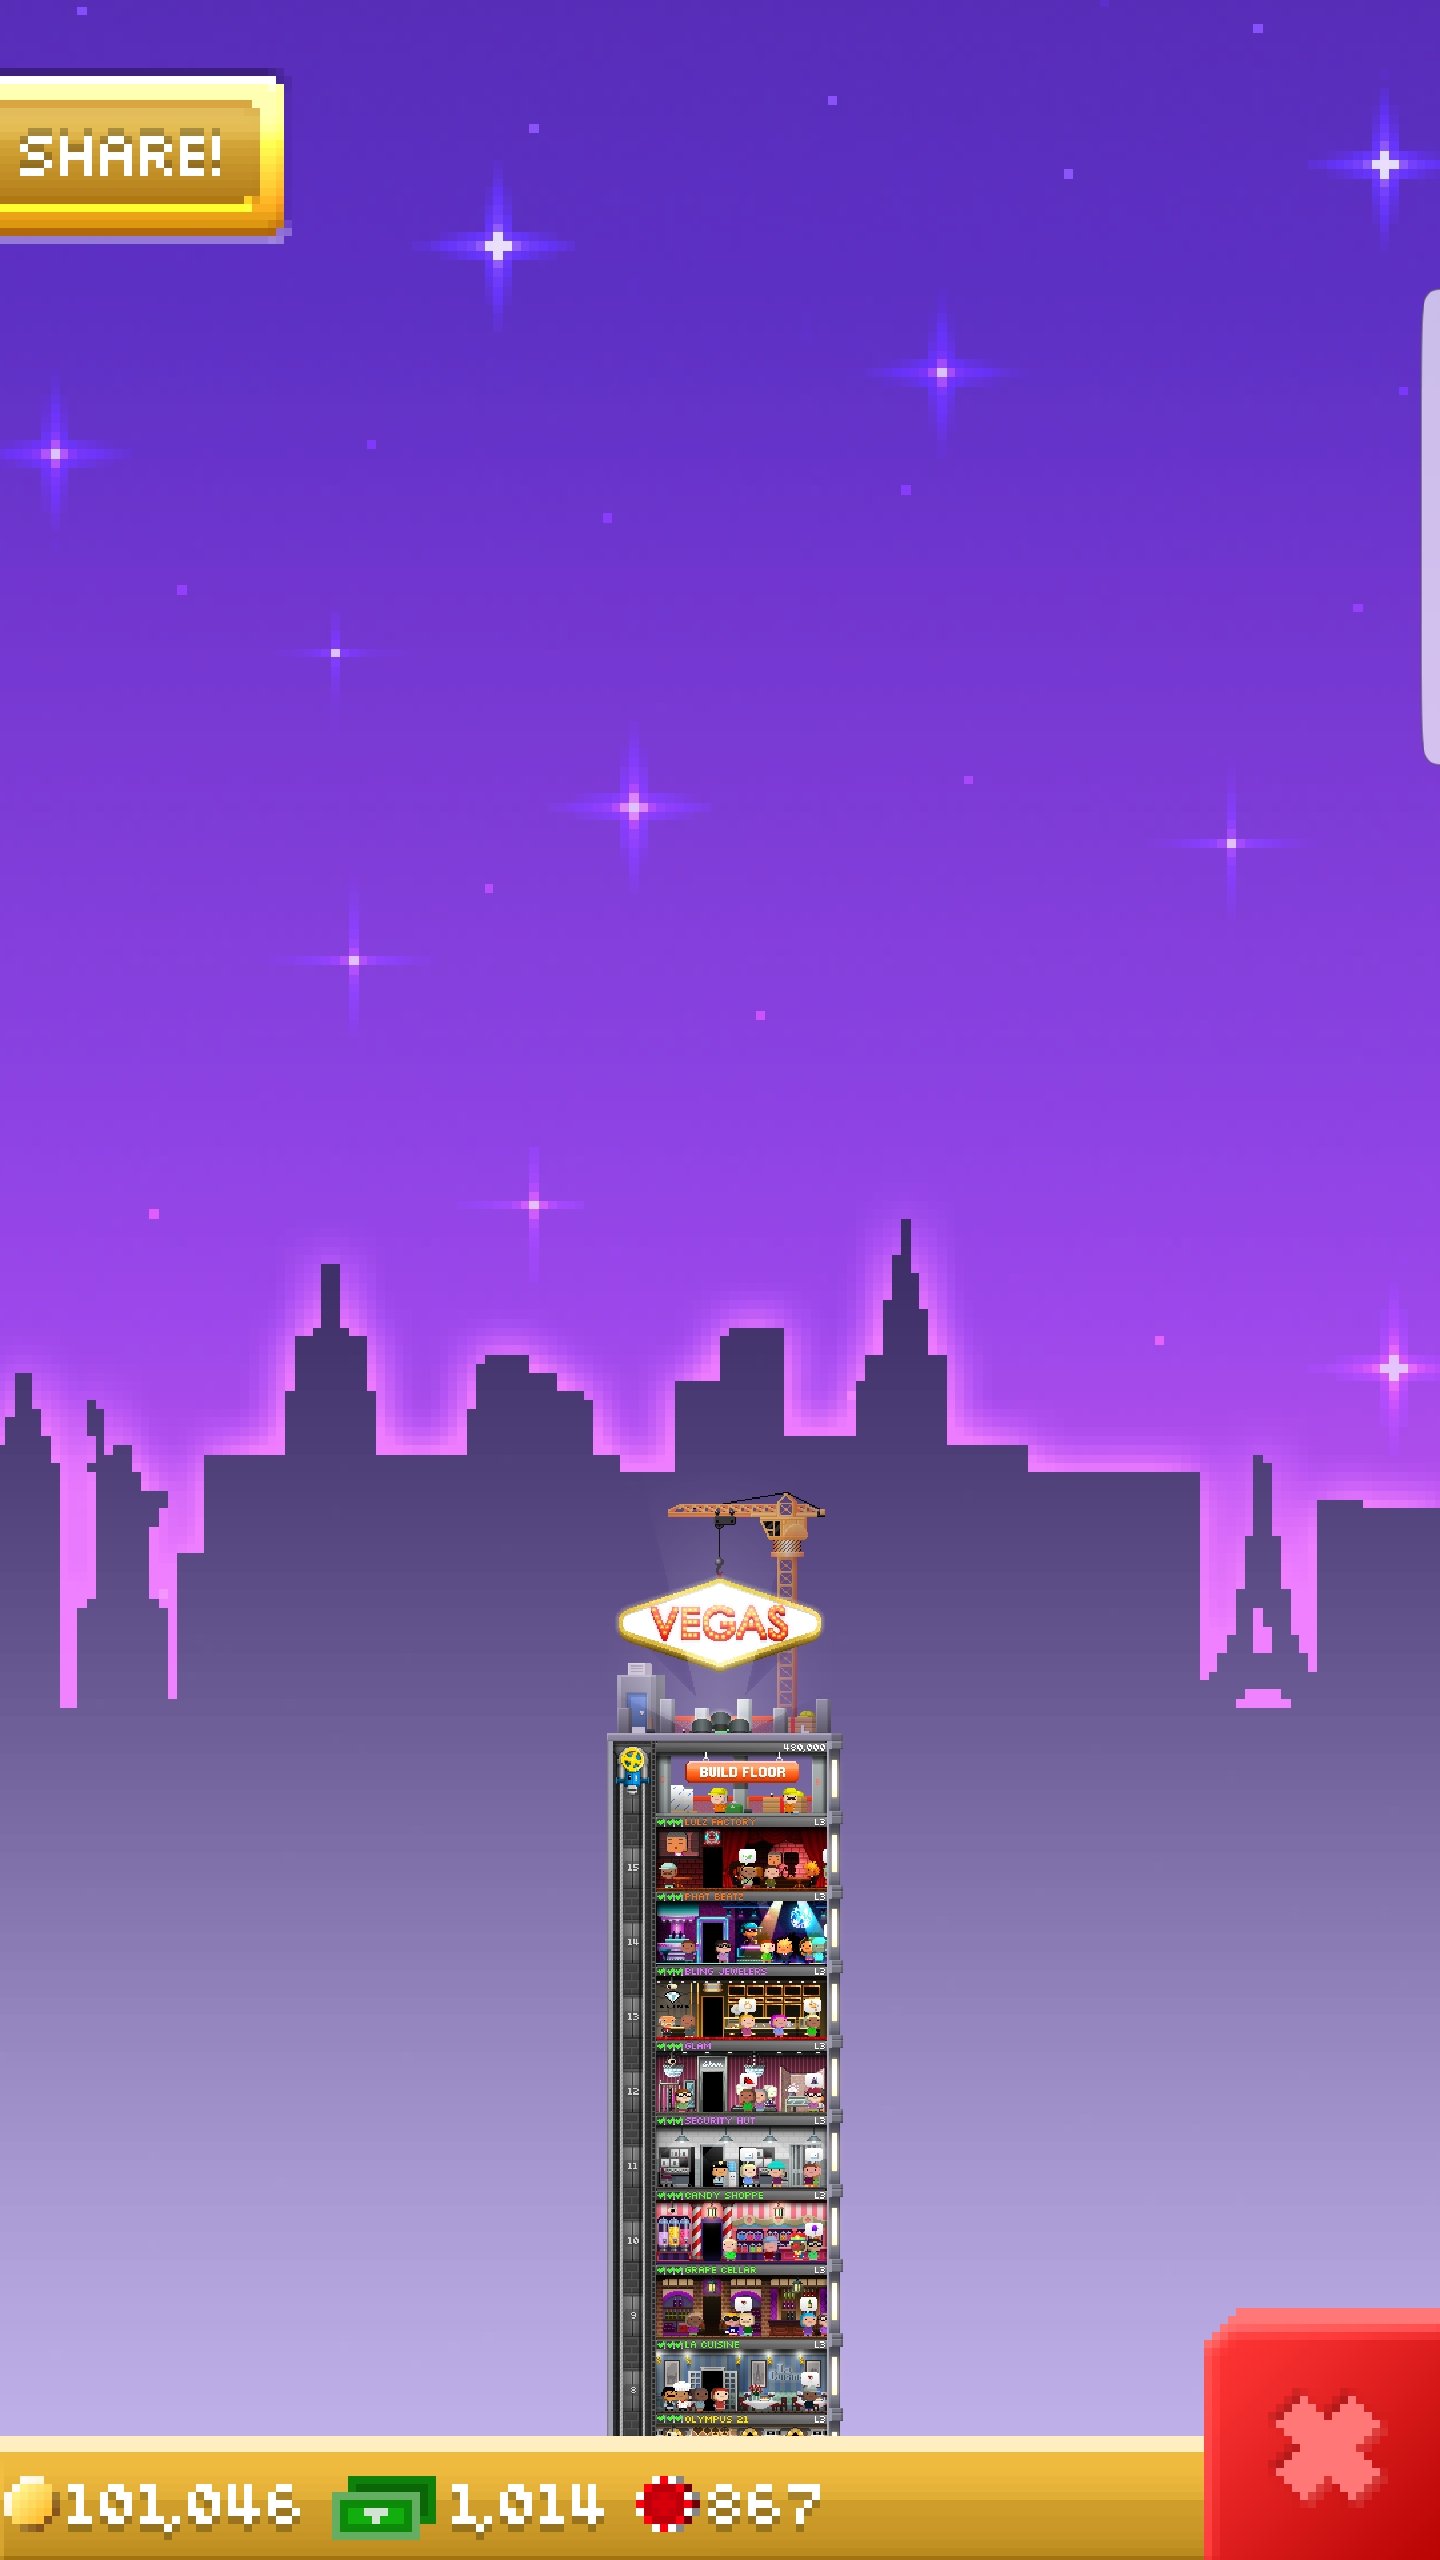 SHARE!
VEGAS
480,000
BUILD FLOOR
LULZ FACTORY L3
15
PHAT BEATZ L3
14
BLING JEWELERS L3
13
GLAM L3
12
SECURITY HUT L3
11
CANDY SHOPPE L3
10
GRAPE CELLAR L3
9
LA CUISINE L3
8
OLYMPUS 21 L3
101,046 1,014 867